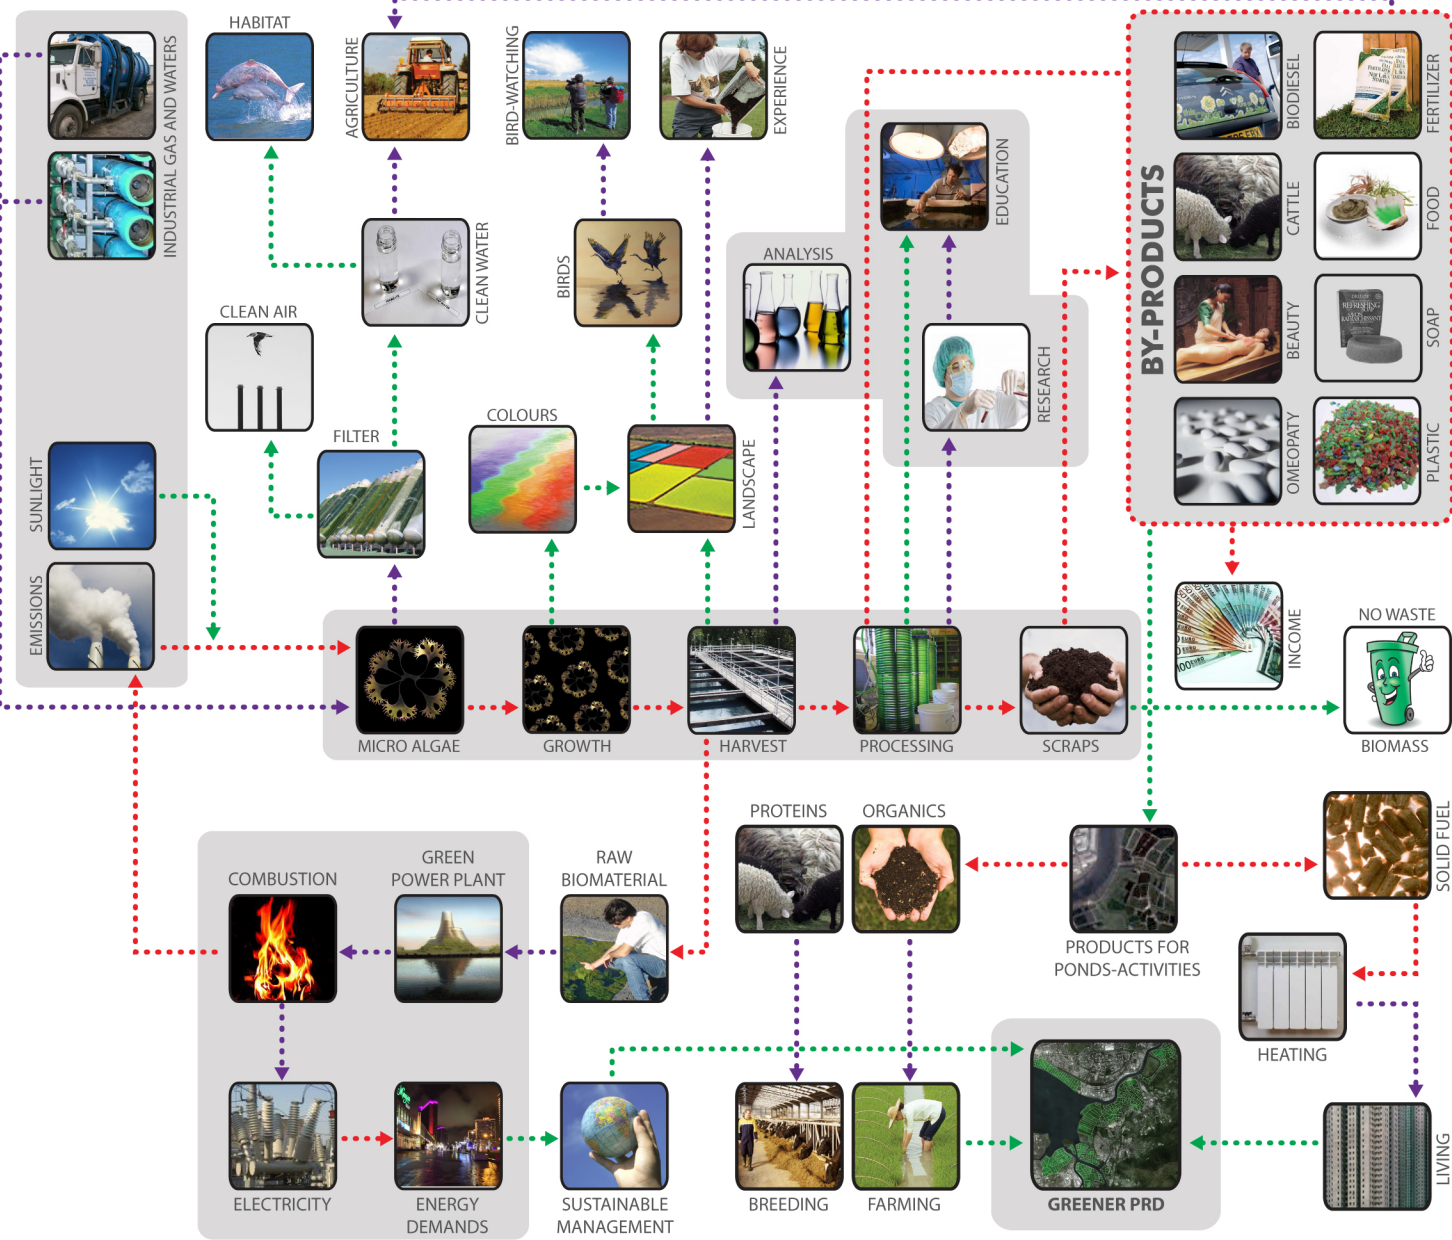 HABITAT
INDUSTRIAL GAS AND WATERS
AGRICULTURE
BIRD-WATCHING
EXPERIENCE
BIODIESEL
FERTILIZER
BY-PRODUCTS
CATTLE
FOOD
EDUCATION
CLEAN WATER
BIRDS
ANALYSIS
CLEAN AIR
RESEARCH
BEAUTY
REFRESHING
SOAP
COLOURS
FILTER
LANDSCAPE
OMEOPATY
PLASTIC
SUNLIGHT
EMISSIONS
100 EURO
INCOME
NO WASTE
BIOMASS
MICRO ALGAE
GROWTH
HARVEST
PROCESSING
SCRAPS
PROTEINS
ORGANICS
SOLID FUEL
COMBUSTION
GREEN
POWER PLANT
RAW
BIOMATERIAL
PRODUCTS FOR
PONDS-ACTIVITIES
HEATING
ELECTRICITY
ENERGY
DEMANDS
SUSTAINABLE
MANAGEMENT
BREEDING
FARMING
GREENER PRD
LIVING